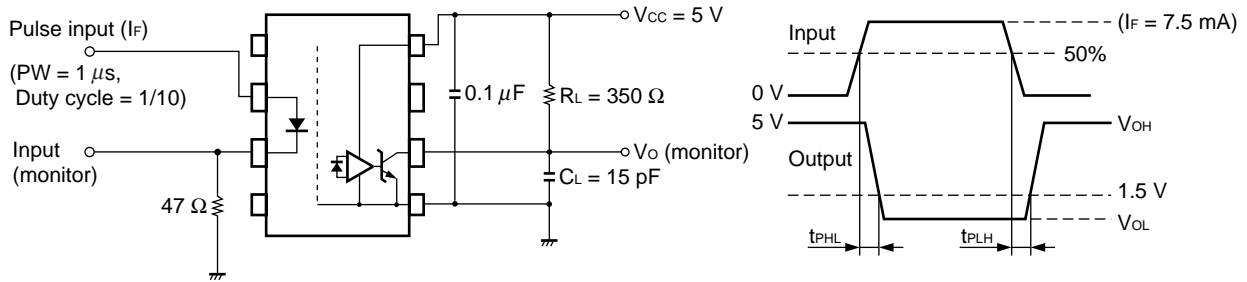 Pulse input (IF)
(PW = 1 μs,
Duty cycle = 1/10)
Input
(monitor)
47 Ω
VCC = 5 V
0.1 μF
RL = 350 Ω
VO (monitor)
CL = 15 pF
Input
(IF = 7.5 mA)
50%
0 V
5 V
VOH
Output
1.5 V
VOL
tPHL
tPLH